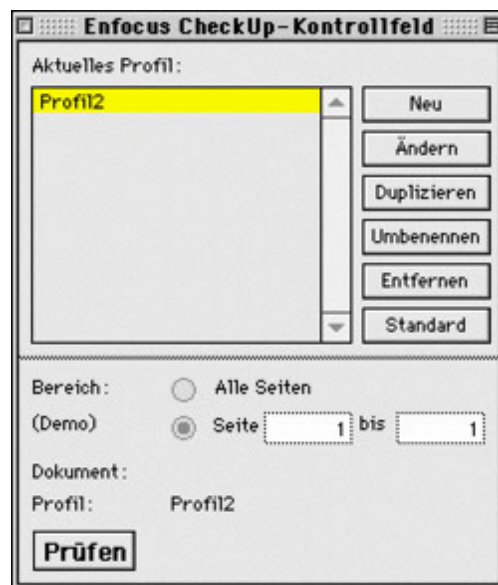 Enfocus CheckUp-Kontrollfeld
Aktuelles Profil:
Profil2
Neu
Ändern
Duplizieren
Umbenennen
Entfernen
Standard
Bereich: Alle Seiten
(Demo) Seite 1 bis 1
Dokument:
Profil: Profil2
Prüfen